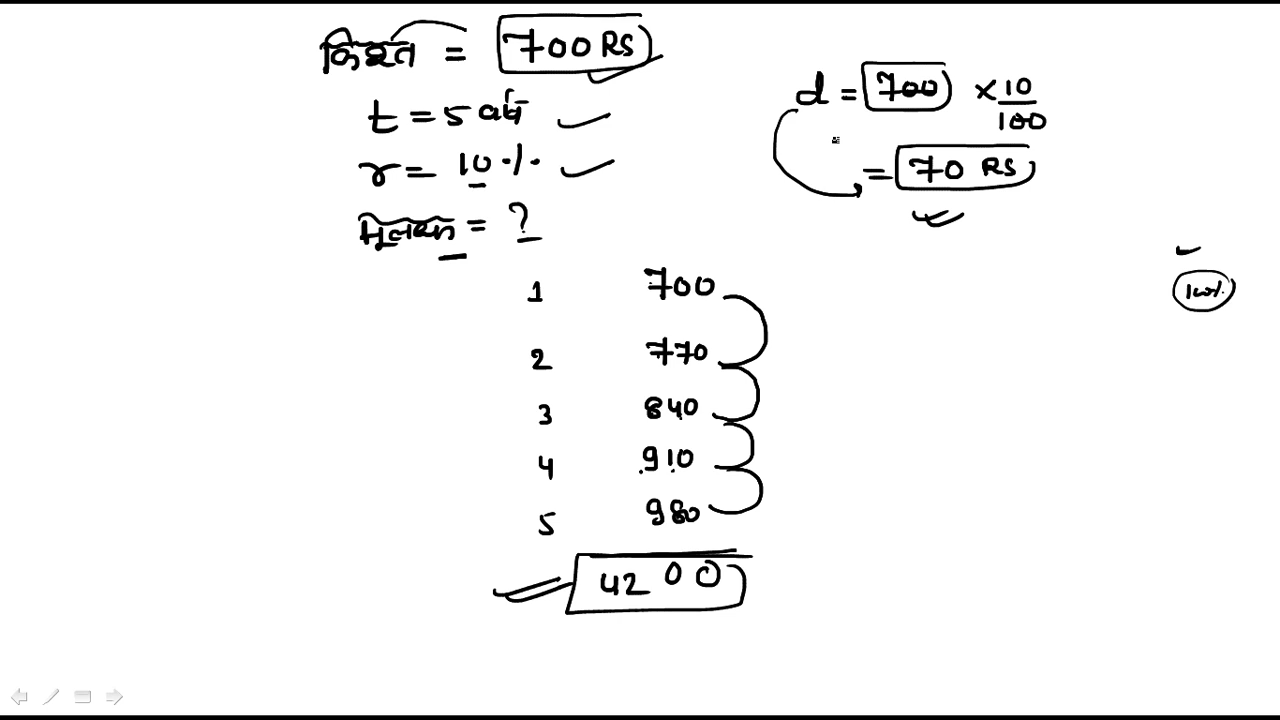 किश्त = 700 RS
t = 5 वर्ष
r = 10 %
मूलधन = ?
d = 700 × 10/100
= 70 RS
100%
1 700
2 770
3 840
4 910
5 980
4200